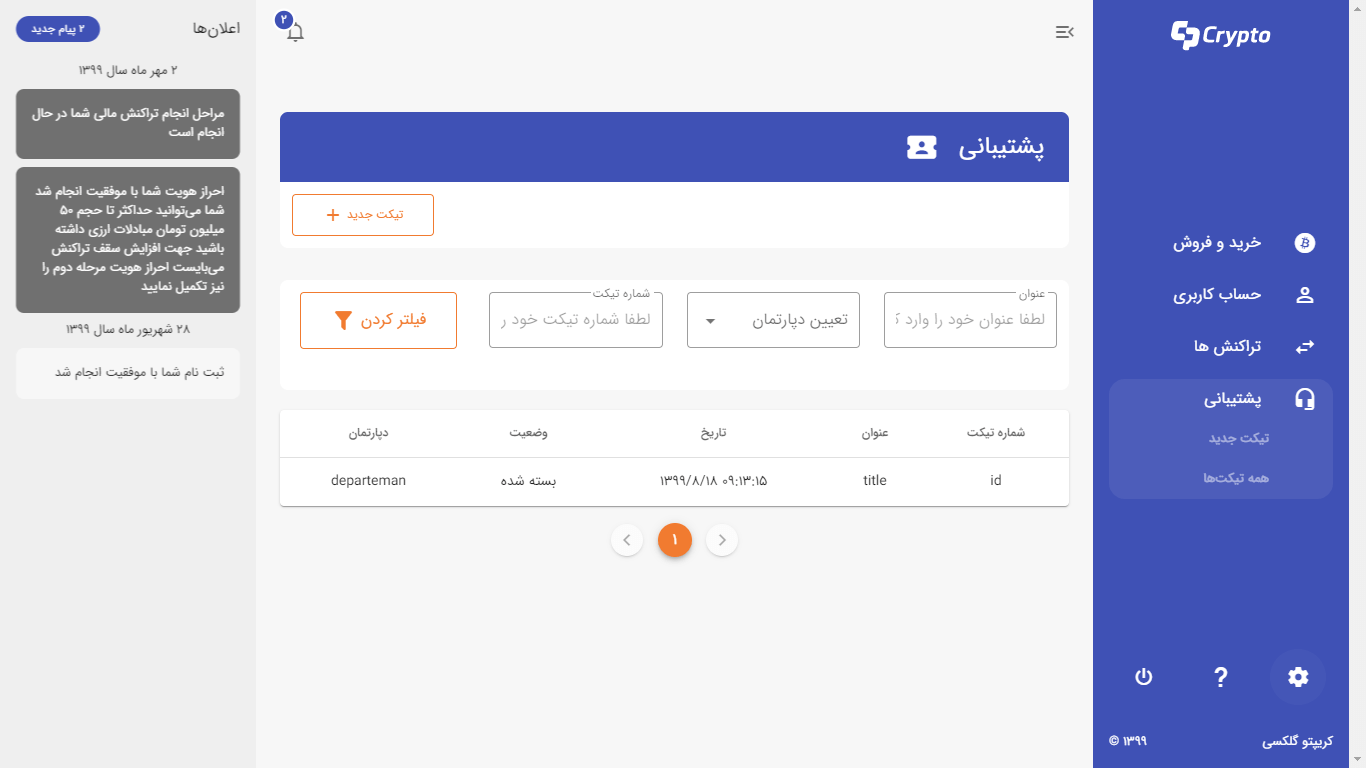 Crypto
خرید و فروش
حساب کاربری
تراکنش ها
پشتیبانی
تیکت جدید
همه تیکت‌ها
?
کریپتو گلکسی
© ۱۳۹۹
۲
پشتیبانی
تیکت جدید +
عنوان
لطفا عنوان خود را وارد
تعیین دپارتمان
شماره تیکت
لطفا شماره تیکت خود ر
فیلتر کردن
شماره تیکت عنوان تاریخ وضعیت دپارتمان
id title ۱۳۹۹/۸/۱۸ ۰۹:۱۳:۱۵ بسته شده departeman
۱
اعلان‌ها
۲ پیام جدید
۲ مهر ماه سال ۱۳۹۹
مراحل انجام تراکنش مالی شما در حال
انجام است
احراز هویت شما با موفقیت انجام شد
شما می‌توانید حداکثر تا حجم ۵۰
میلیون تومان مبادلات ارزی داشته
باشید جهت افزایش سقف تراکنش
می‌بایست احراز هویت مرحله دوم را
نیز تکمیل نمایید
۲۸ شهریور ماه سال ۱۳۹۹
ثبت نام شما با موفقیت انجام شد